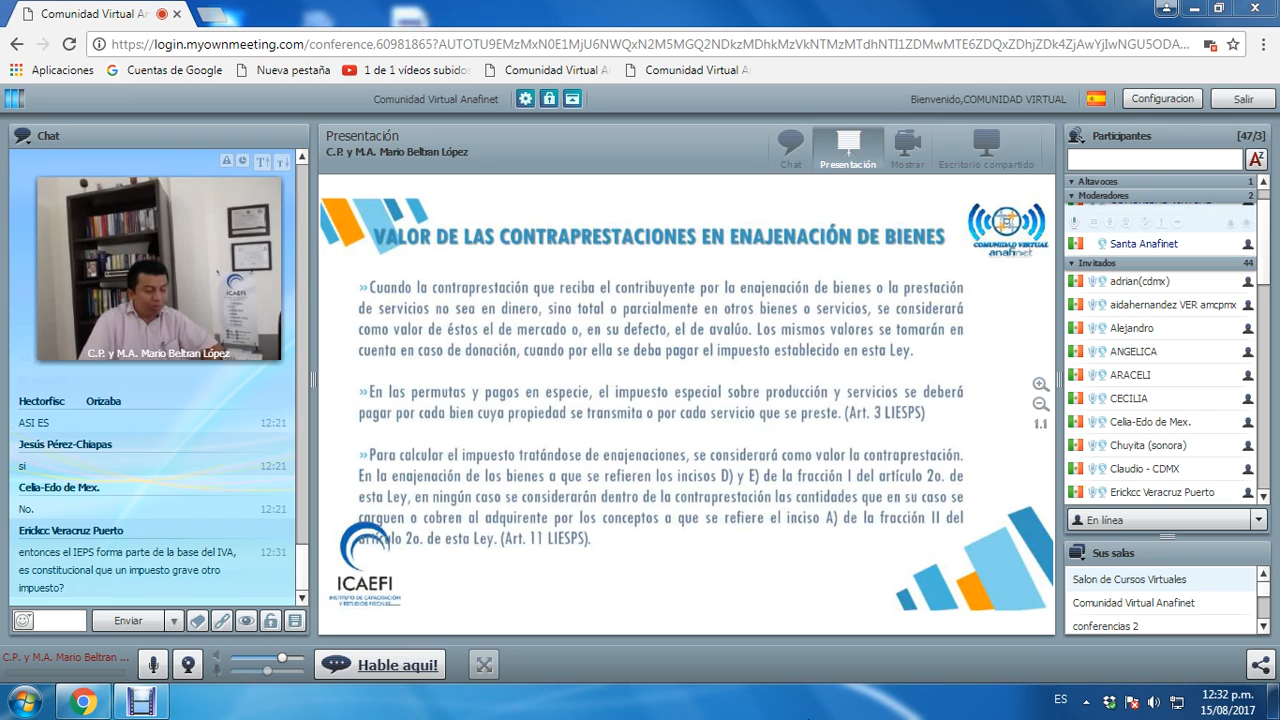 Comunidad Virtual An
https://login.myownmeeting.com/conference,60981865?AUTOTU9EMzMxN0E1MjU6NWQxN2M5MGQ2NDkzMDhkMzVkNTMzMTdhNTI1ZDMwMTE6ZDQxZDhjZDk4ZjAwYjIwNGU5ODA...
Aplicaciones
Cuentas de Google
Nueva pestaña
1 de 1 vídeos subidos
Comunidad Virtual A
Comunidad Virtual A
Comunidad Virtual Anafinet
Bienvenido,COMUNIDAD VIRTUAL
Configuracion
Salir
Chat
C.P. y M.A. Mario Beltran López
ICAEFI
Hectorfisc Orizaba
ASI ES 12:21
Jesús Pérez-Chiapas
si 12:21
Celia-Edo de Mex.
No. 12:21
Erickcc Veracruz Puerto
entonces el IEPS forma parte de la base del IVA, 12:31
es constitucional que un impuesto grave otro
impuesto?
Enviar
Presentación
C.P. y M.A. Mario Beltran López
Chat
Presentación
Mostrar
Escritorio compartido
VALOR DE LAS CONTRAPRESTACIONES EN ENAJENACIÓN DE BIENES
COMUNIDAD VIRTUAL
anafinet
»Cuando la contraprestación que reciba el contribuyente por la enajenación de bienes o la prestación
de servicios no sea en dinero, sino total o parcialmente en otros bienes o servicios, se considerará
como valor de éstos el de mercado o, en su defecto, el de avalúo. Los mismos valores se tomarán en
cuenta en caso de donación, cuando por ella se deba pagar el impuesto establecido en esta Ley.
»En las permutas y pagos en especie, el impuesto especial sobre producción y servicios se deberá
pagar por cada bien cuya propiedad se transmita o por cada servicio que se preste. (Art. 3 LIESPS)
»Para calcular el impuesto tratándose de enajenaciones, se considerará como valor la contraprestación.
En la enajenación de los bienes a que se refieren los incisos D) y E) de la fracción I del artículo 2o. de
esta Ley, en ningún caso se considerarán dentro de la contraprestación las cantidades que en su caso se
carguen o cobren al adquirente por los conceptos a que se refiere el inciso A) de la fracción II del
artículo 2o. de esta Ley. (Art. 11 LIESPS).
ICAEFI
INSTITUTO DE CAPACITACIÓN
Y ESTUDIOS FISCALES
1.1
Participantes [47/3]
Altavoces 1
Moderadores 2
Santa Anafinet
Invitados 44
adrian(cdmx)
aidahernandez VER amcpmx
Alejandro
ANGELICA
ARACELI
CECILIA
Celia-Edo de Mex.
Chuyita (sonora)
Claudio - CDMX
Erickcc Veracruz Puerto
En línea
Sus salas
Salon de Cursos Virtuales
Comunidad Virtual Anafinet
conferencias 2
C.P. y M.A. Mario Beltran ...
Hable aqui!
ES
12:32 p.m.
15/08/2017